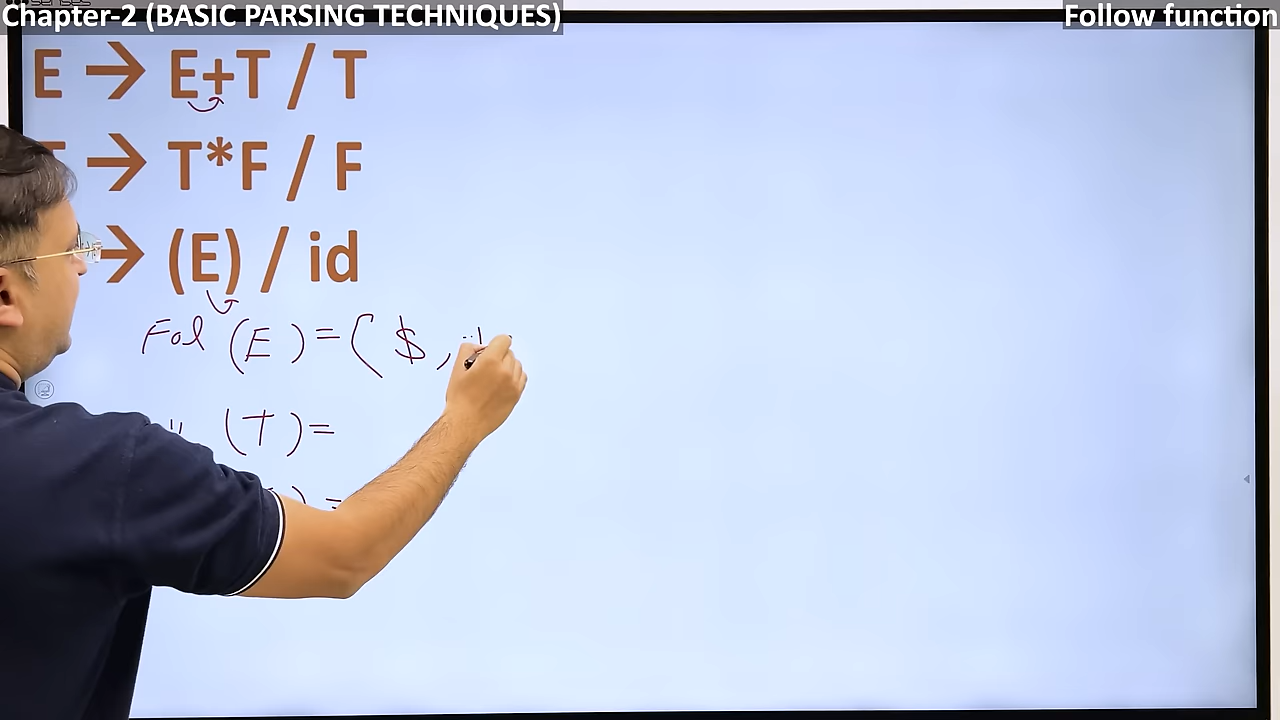 Chapter-2 (BASIC PARSING TECHNIQUES)
Follow function
E → E+T / T
→ T*F / F
→ (E) / id
Fol (E) = ( $ , +
" (T) =
) =